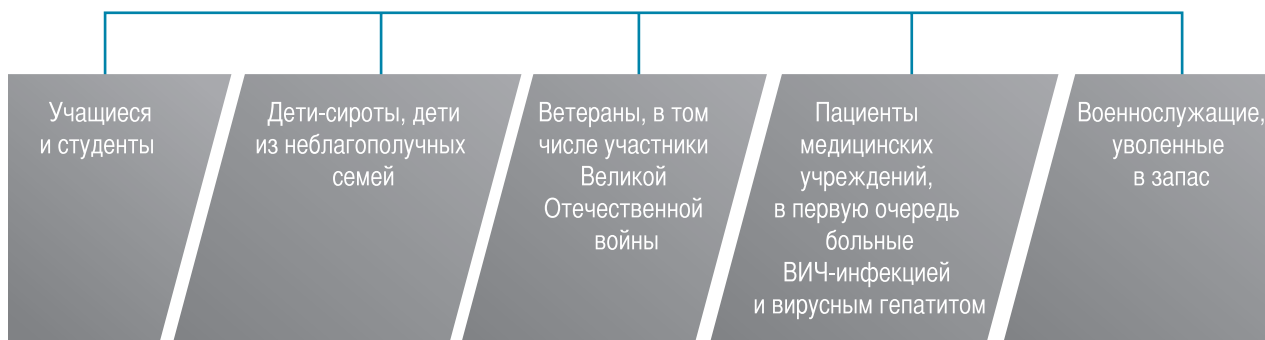 Учащиеся
и студенты
Дети-сироты, дети
из неблагополучных
семей
Ветераны, в том
числе участники
Великой
Отечественной
войны
Пациенты
медицинских
учреждений,
в первую очередь
больные
ВИЧ-инфекцией
и вирусным гепатитом
Военнослужащие,
уволенные
в запас